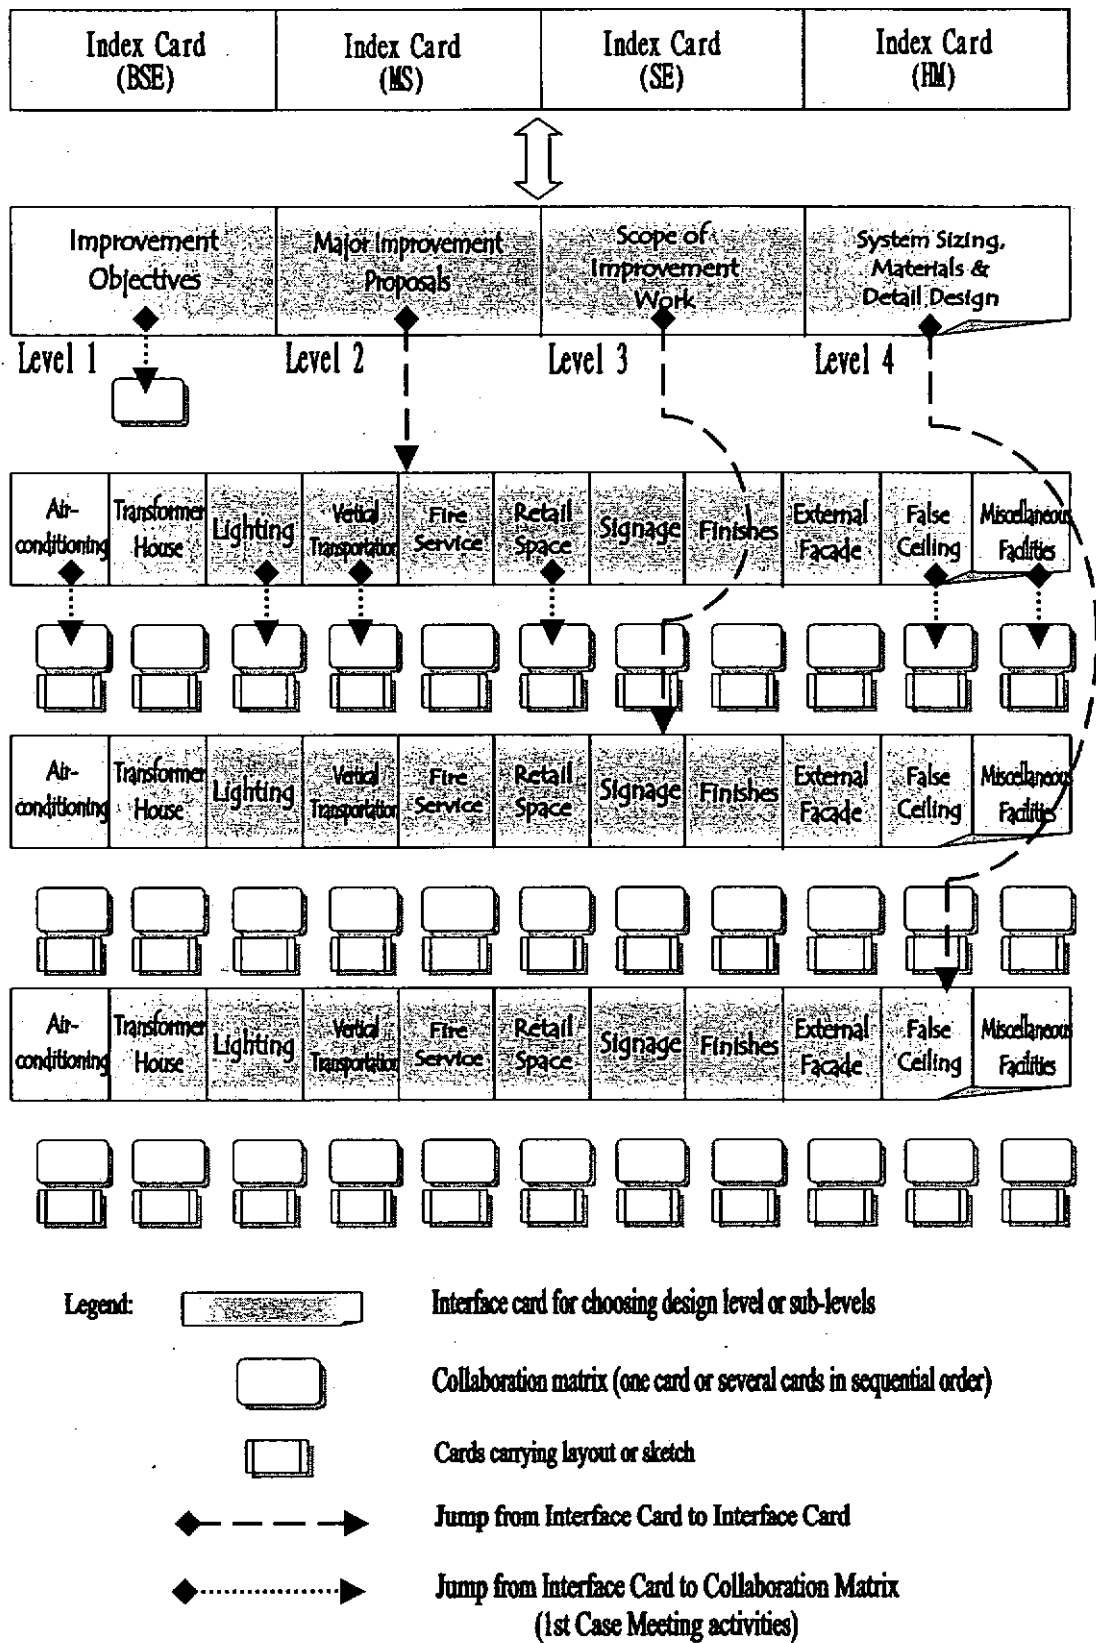 Index Card
(BSE)
Index Card
(MS)
Index Card
(SE)
Index Card
(HM)
Improvement
Objectives
Major Improvement
Proposals
Scope of
Improvement
Work
System Sizing,
Materials &
Detail Design
Level 1
Level 2
Level 3
Level 4
Air-
conditioning
Transformer
House
Lighting
Vertical
Transportation
Fire
Service
Retail
Space
Signage
Finishes
External
Facade
False
Ceiling
Miscellaneous
Facilities
Air-
conditioning
Transformer
House
Lighting
Vertical
Transportation
Fire
Service
Retail
Space
Signage
Finishes
External
Facade
False
Ceiling
Miscellaneous
Facilities
Air-
conditioning
Transformer
House
Lighting
Vertical
Transportation
Fire
Service
Retail
Space
Signage
Finishes
External
Facade
False
Ceiling
Miscellaneous
Facilities
Legend:
Interface card for choosing design level or sub-levels
Collaboration matrix (one card or several cards in sequential order)
Cards carrying layout or sketch
Jump from Interface Card to Interface Card
Jump from Interface Card to Collaboration Matrix
(1st Case Meeting activities)